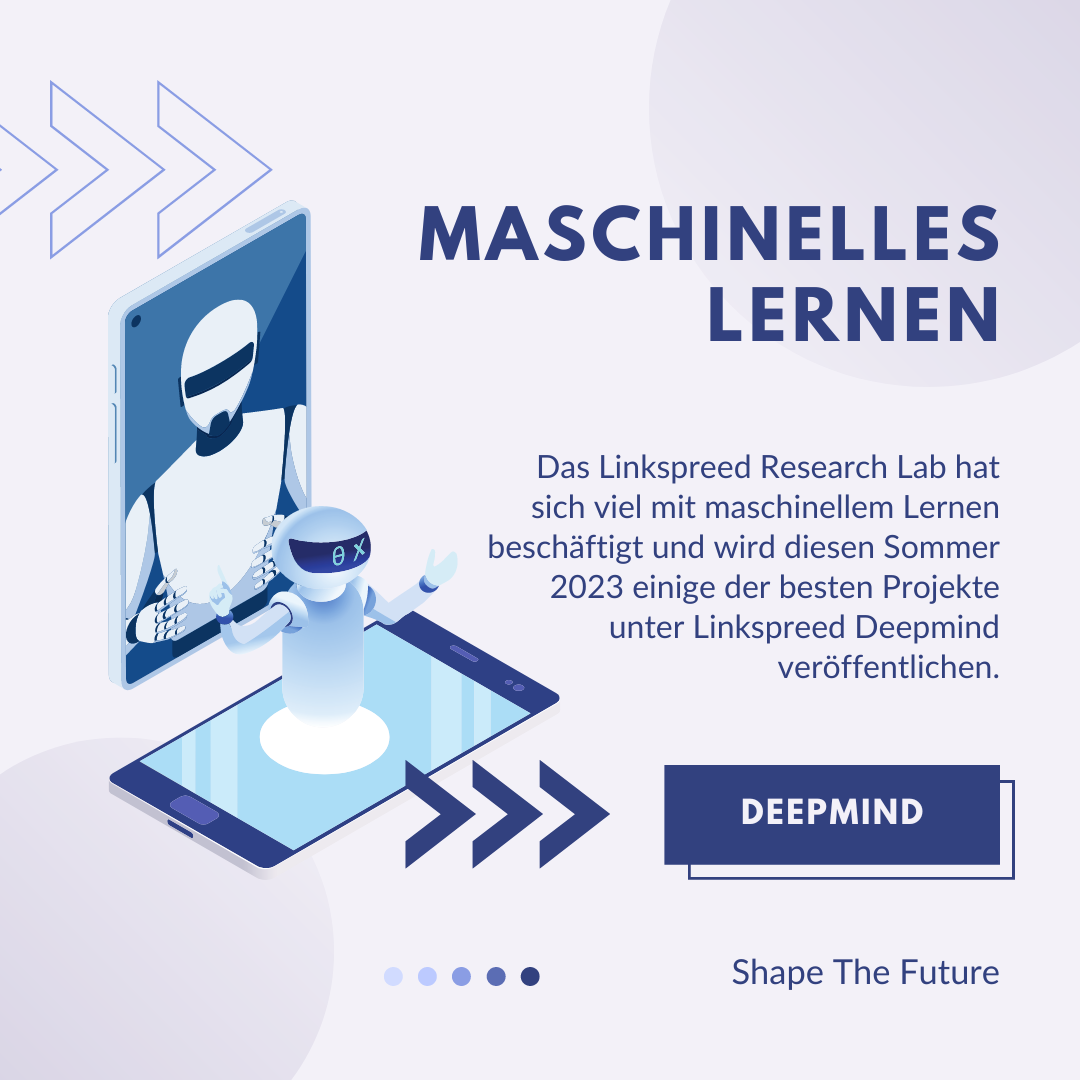 MASCHINELLES
LERNEN
Das Linkspreed Research Lab hat
sich viel mit maschinellem Lernen
beschäftigt und wird diesen Sommer
2023 einige der besten Projekte
unter Linkspreed Deepmind
veröffentlichen.
DEEPMIND
Shape The Future